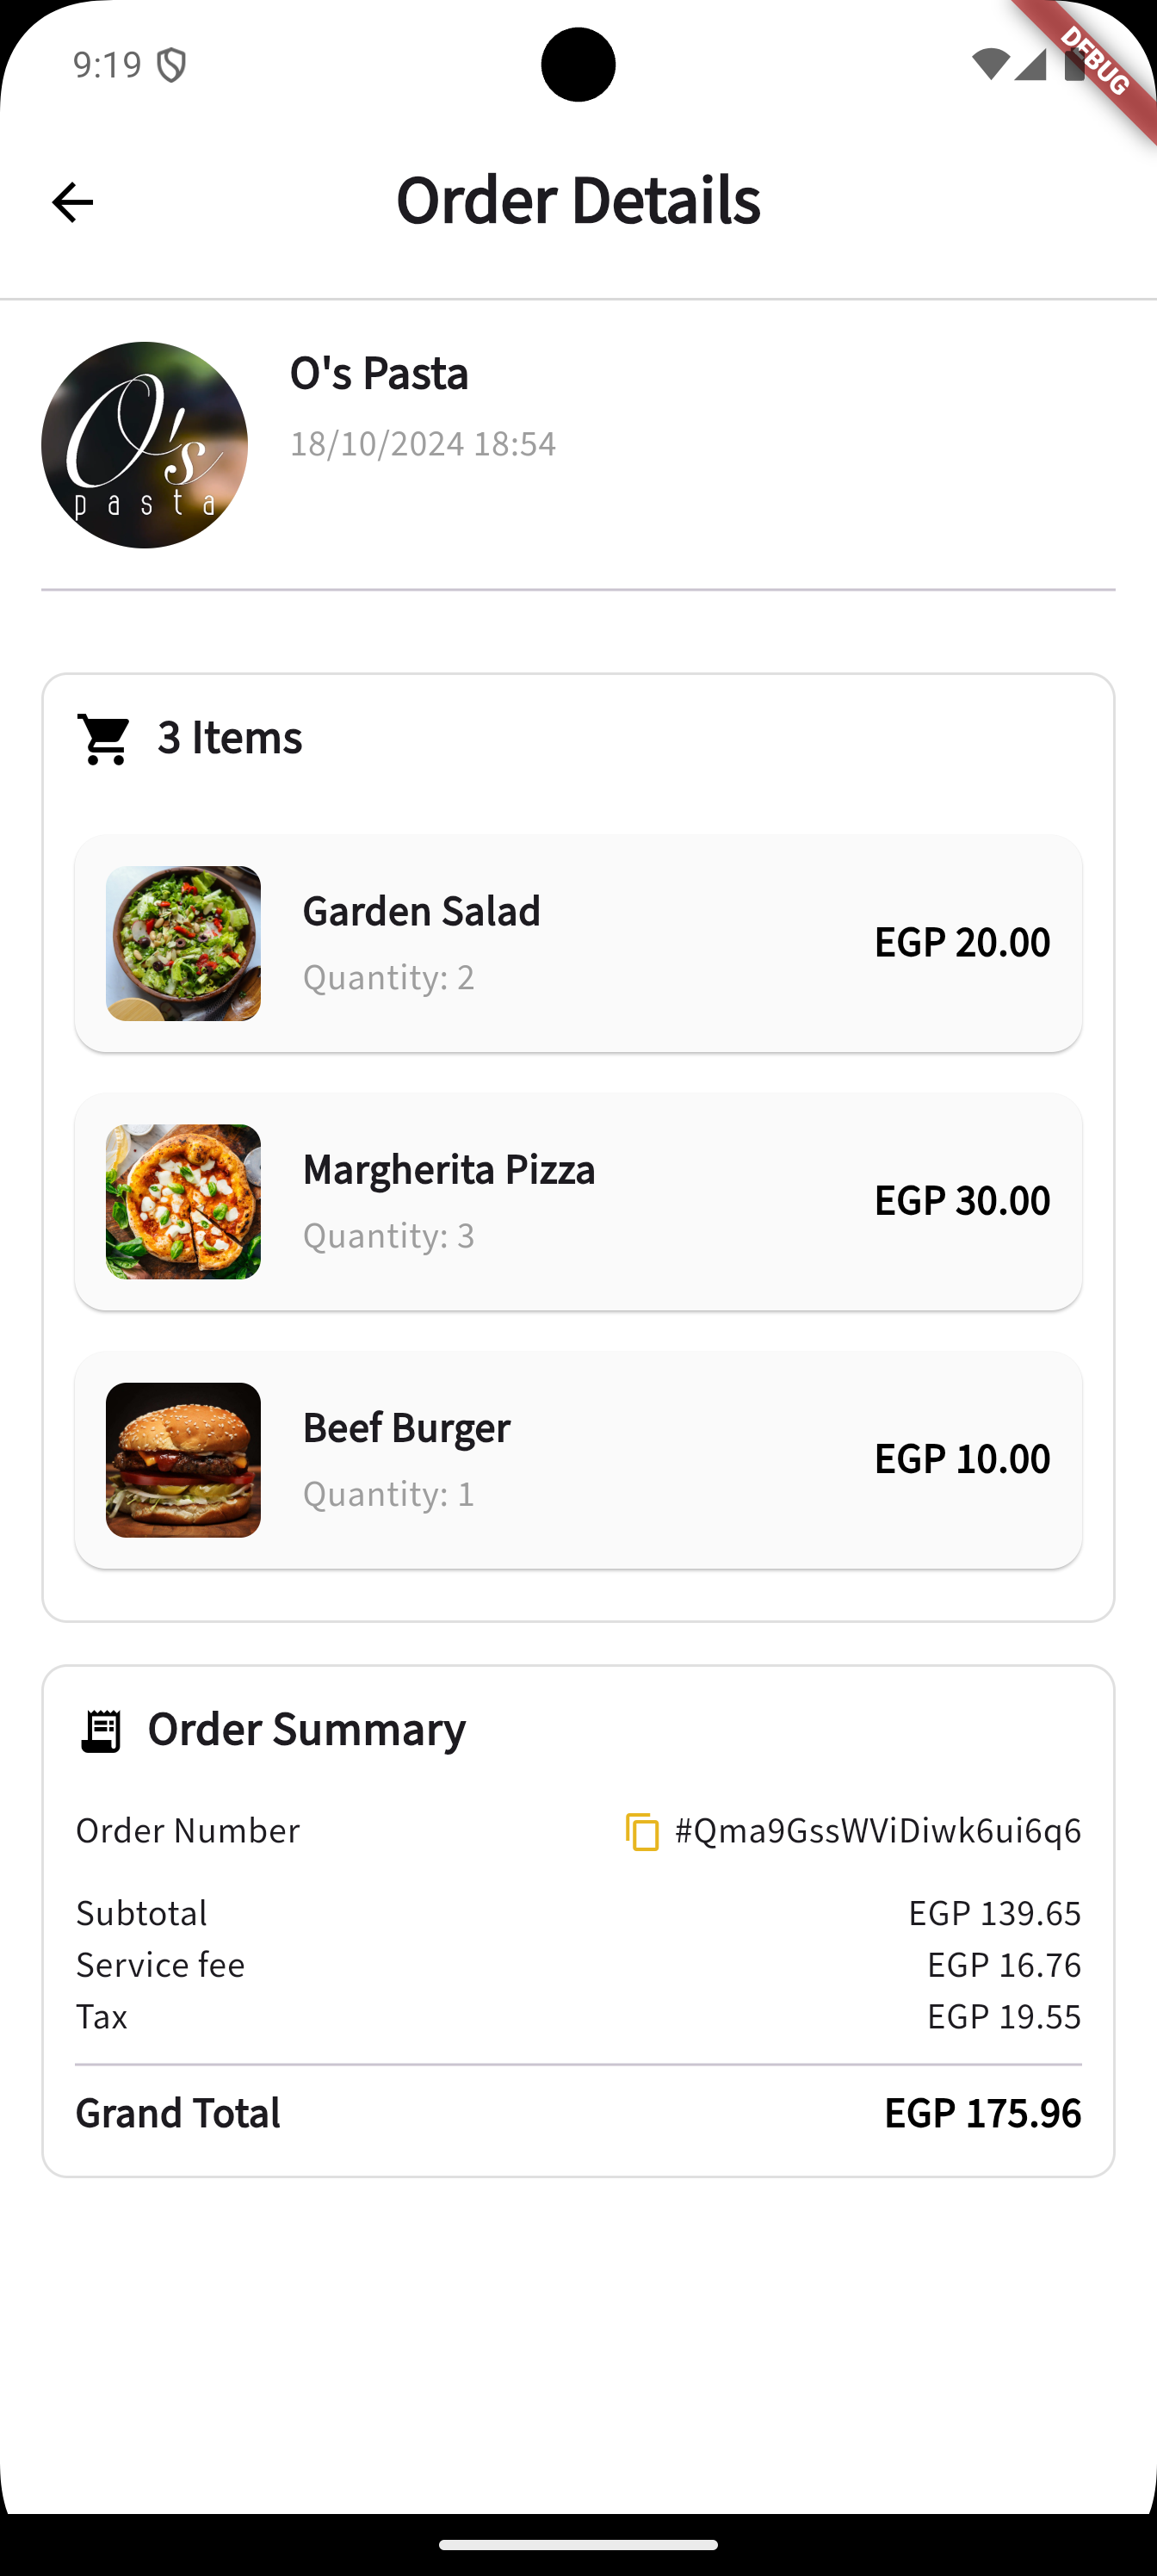 9:19
DEBUG
Order Details
O's
pasta
O's Pasta
18/10/2024 18:54
3 Items
Garden Salad
Quantity: 2
EGP 20.00
Margherita Pizza
Quantity: 3
EGP 30.00
Beef Burger
Quantity: 1
EGP 10.00
Order Summary
Order Number #Qma9GssWViDiwk6ui6q6
Subtotal EGP 139.65
Service fee EGP 16.76
Tax EGP 19.55
Grand Total EGP 175.96